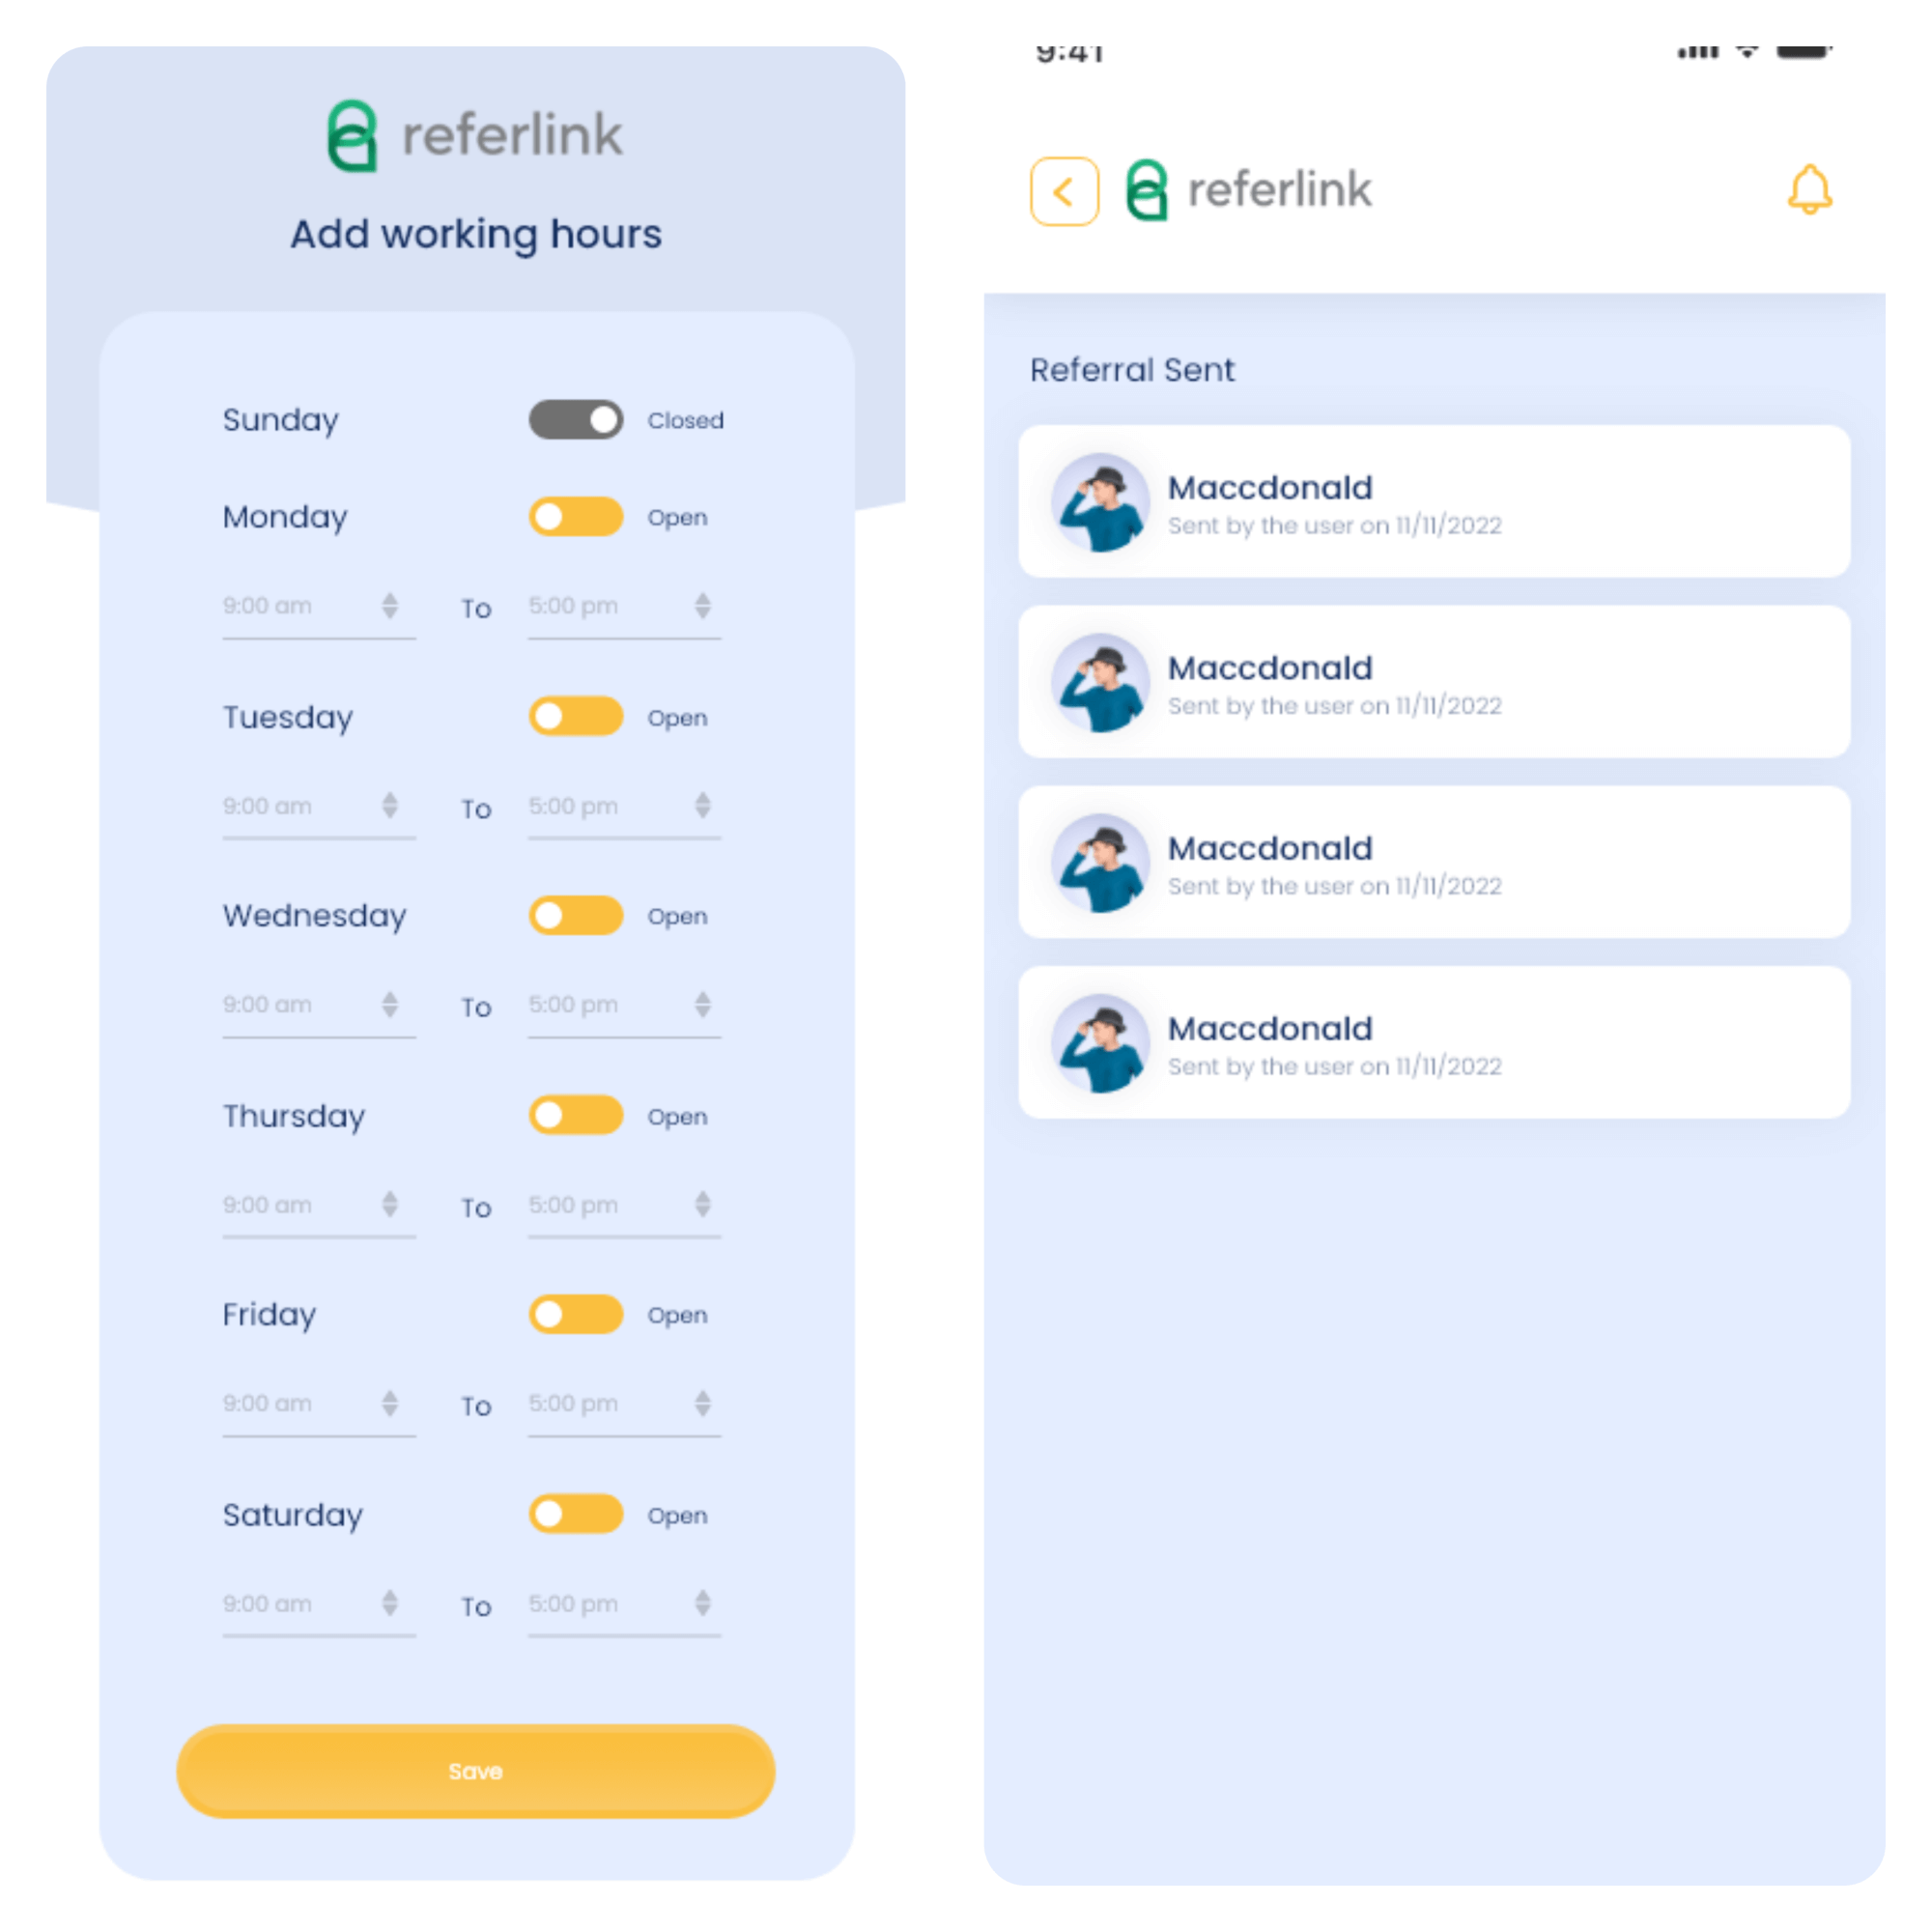 referlink
Add working hours
Sunday Closed
Monday Open
9:00 am To 5:00 pm
Tuesday Open
9:00 am To 5:00 pm
Wednesday Open
9:00 am To 5:00 pm
Thursday Open
9:00 am To 5:00 pm
Friday Open
9:00 am To 5:00 pm
Saturday Open
9:00 am To 5:00 pm
Save
9:41
referlink
Referral Sent
Maccdonald
Sent by the user on 11/11/2022
Maccdonald
Sent by the user on 11/11/2022
Maccdonald
Sent by the user on 11/11/2022
Maccdonald
Sent by the user on 11/11/2022